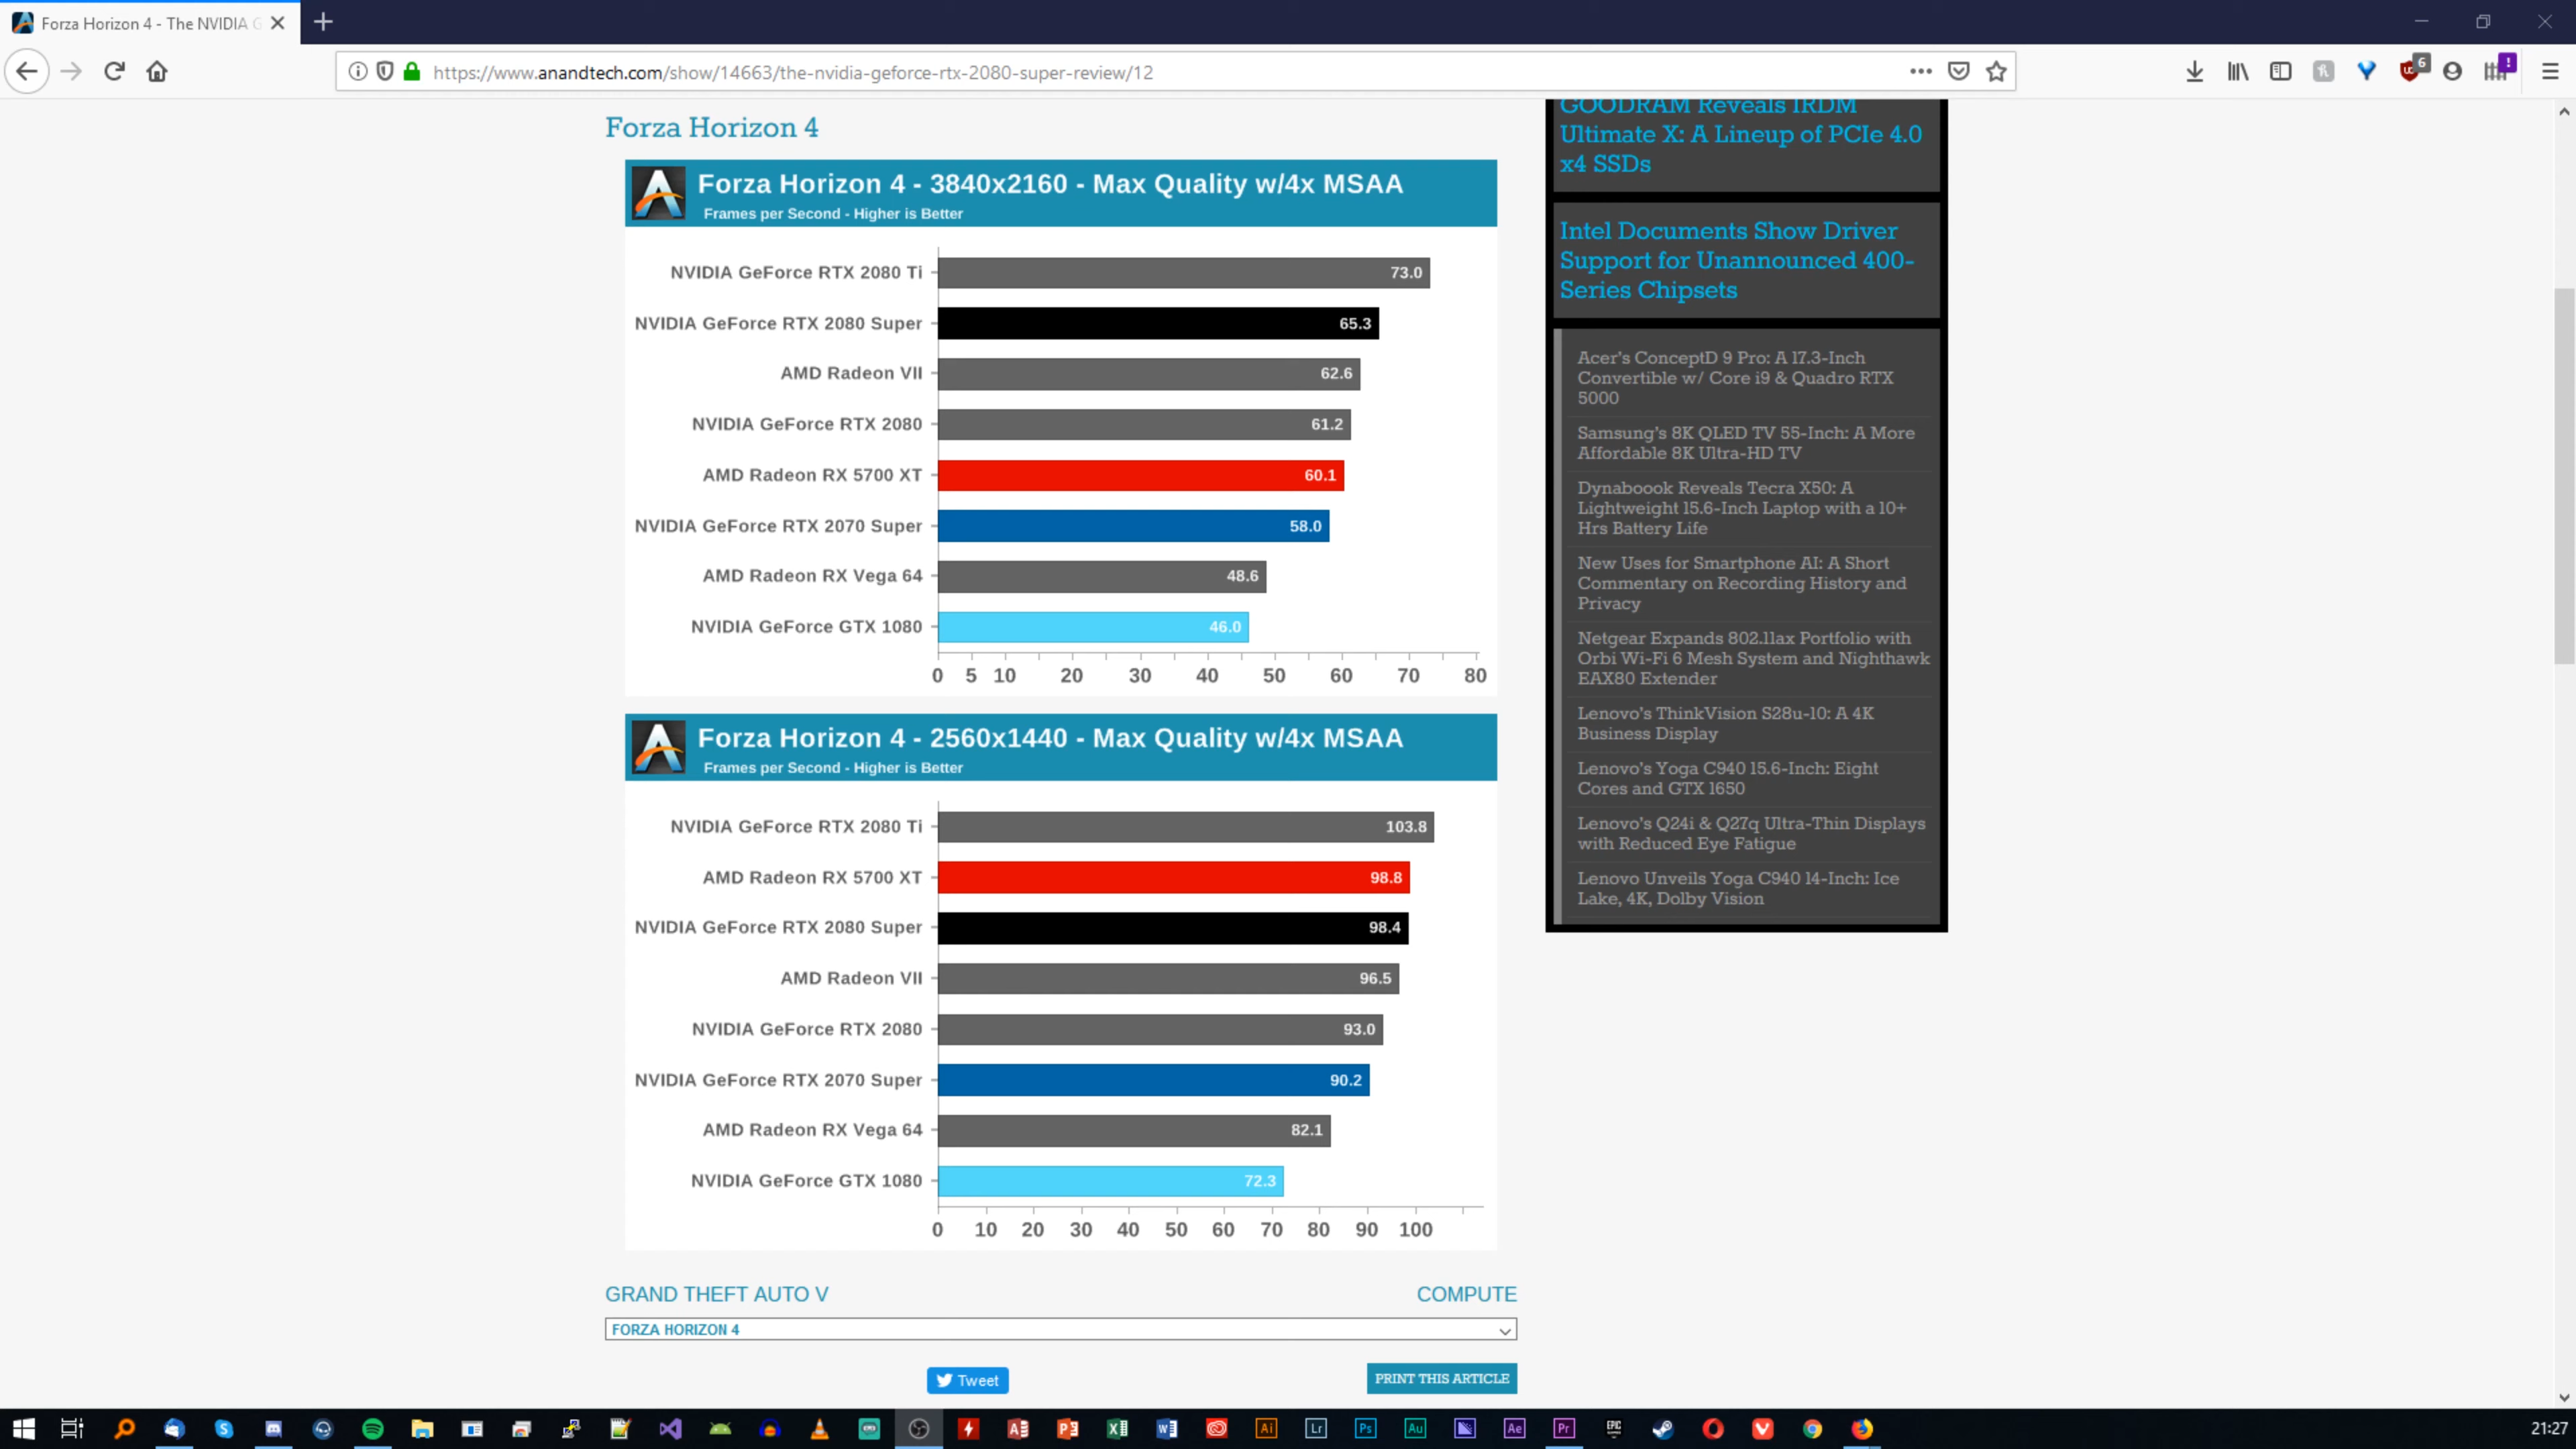 Forza Horizon 4 - The NVIDIA G
https://www.anandtech.com/show/14663/the-nvidia-geforce-rtx-2080-super-review/12
6
!
Forza Horizon 4
Forza Horizon 4 - 3840x2160 - Max Quality w/4x MSAA
Frames per Second - Higher is Better
NVIDIA GeForce RTX 2080 Ti 73.0
NVIDIA GeForce RTX 2080 Super 65.3
AMD Radeon VII 62.6
NVIDIA GeForce RTX 2080 61.2
AMD Radeon RX 5700 XT 60.1
NVIDIA GeForce RTX 2070 Super 58.0
AMD Radeon RX Vega 64 48.6
NVIDIA GeForce GTX 1080 46.0
0 5 10 20 30 40 50 60 70 80
Forza Horizon 4 - 2560x1440 - Max Quality w/4x MSAA
Frames per Second - Higher is Better
NVIDIA GeForce RTX 2080 Ti 103.8
AMD Radeon RX 5700 XT 98.8
NVIDIA GeForce RTX 2080 Super 98.4
AMD Radeon VII 96.5
NVIDIA GeForce RTX 2080 93.0
NVIDIA GeForce RTX 2070 Super 90.2
AMD Radeon RX Vega 64 82.1
NVIDIA GeForce GTX 1080 72.3
0 10 20 30 40 50 60 70 80 90 100
GRAND THEFT AUTO V
COMPUTE
FORZA HORIZON 4
Tweet
PRINT THIS ARTICLE
GOODRAM Reveals IRDM
Ultimate X: A Lineup of PCIe 4.0
x4 SSDs
Intel Documents Show Driver
Support for Unannounced 400-
Series Chipsets
Acer's ConceptD 9 Pro: A 17.3-Inch
Convertible w/ Core i9 & Quadro RTX
5000
Samsung's 8K QLED TV 55-Inch: A More
Affordable 8K Ultra-HD TV
Dynaboook Reveals Tecra X50: A
Lightweight 15.6-Inch Laptop with a 10+
Hrs Battery Life
New Uses for Smartphone AI: A Short
Commentary on Recording History and
Privacy
Netgear Expands 802.11ax Portfolio with
Orbi Wi-Fi 6 Mesh System and Nighthawk
EAX80 Extender
Lenovo's ThinkVision S28u-10: A 4K
Business Display
Lenovo's Yoga C940 15.6-Inch: Eight
Cores and GTX 1650
Lenovo's Q24i & Q27q Ultra-Thin Displays
with Reduced Eye Fatigue
Lenovo Unveils Yoga C940 14-Inch: Ice
Lake, 4K, Dolby Vision
Ai Lr Ps Au Ae Pr EPIC
21:27